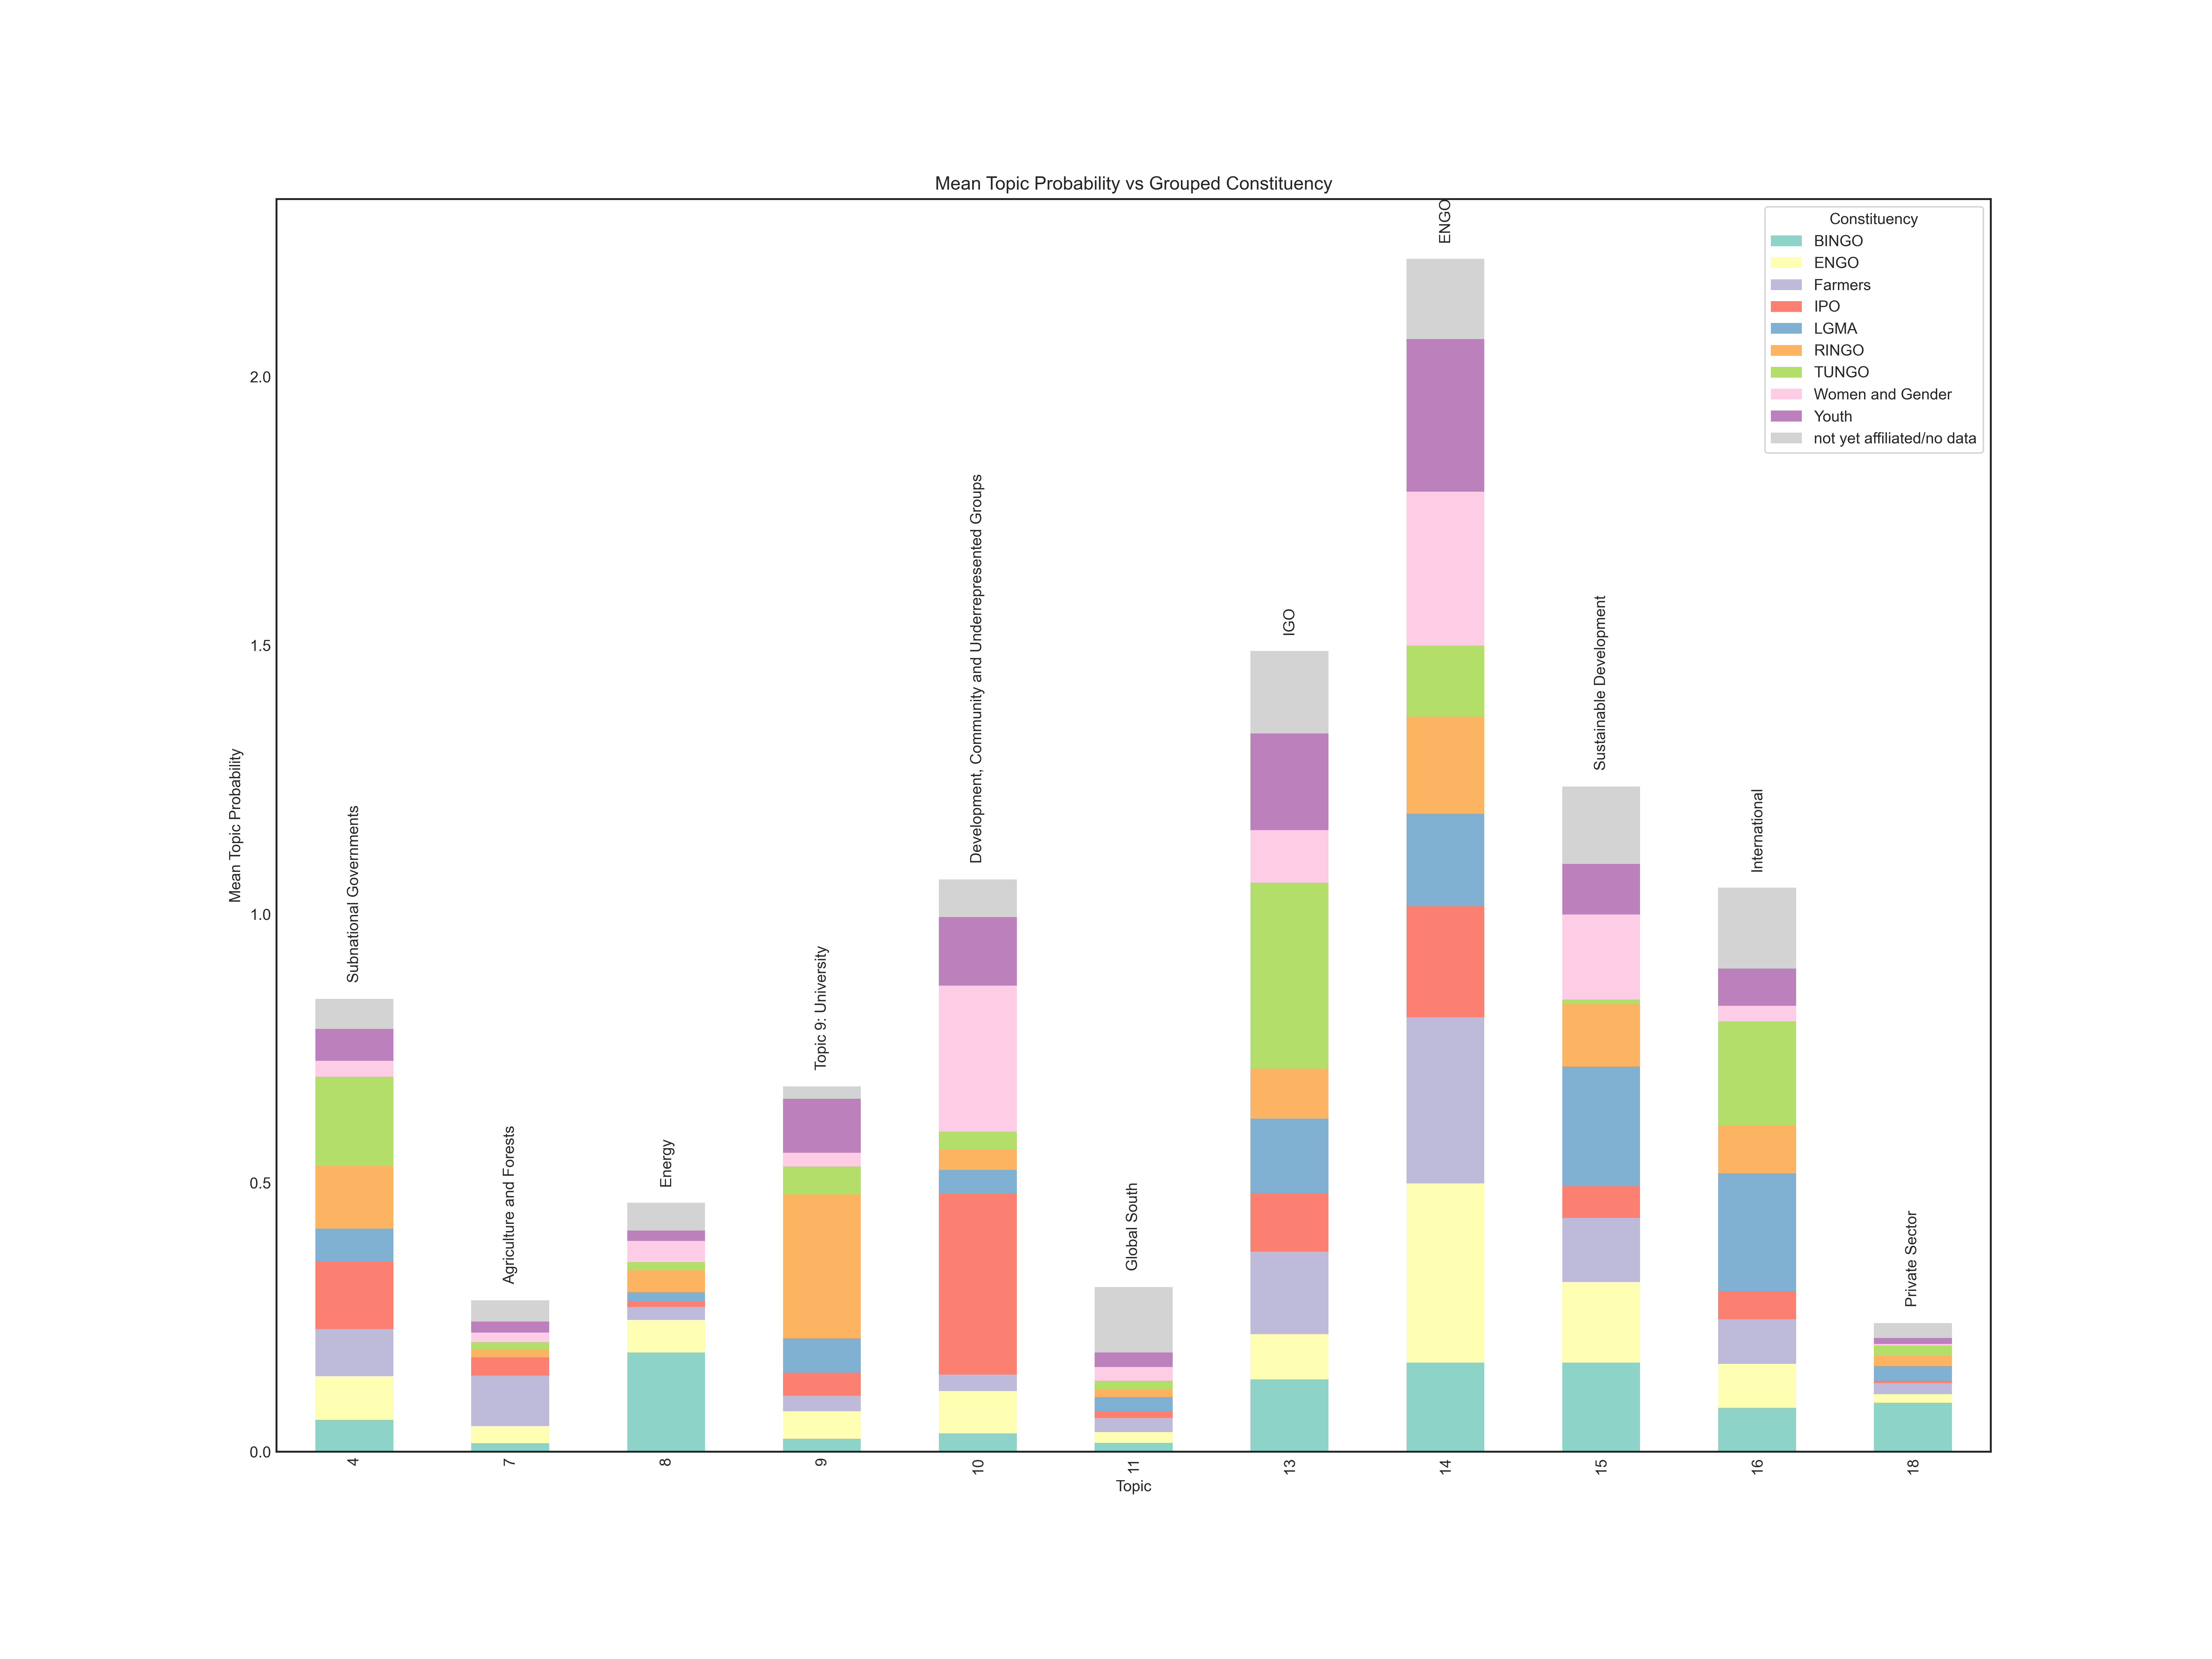 Mean Topic Probability vs Grouped Constituency
Constituency
BINGO
ENGO
Farmers
IPO
LGMA
RINGO
TUNGO
Women and Gender
Youth
not yet affiliated/no data
Mean Topic Probability
2.0
1.5
1.0
0.5
0.0
Subnational Governments
Agriculture and Forests
Energy
Topic 9: University
Development, Community and Underrepresented Groups
Global South
IGO
ENGO
Sustainable Development
International
Private Sector
4
7
8
9
10
11
13
14
15
16
18
Topic